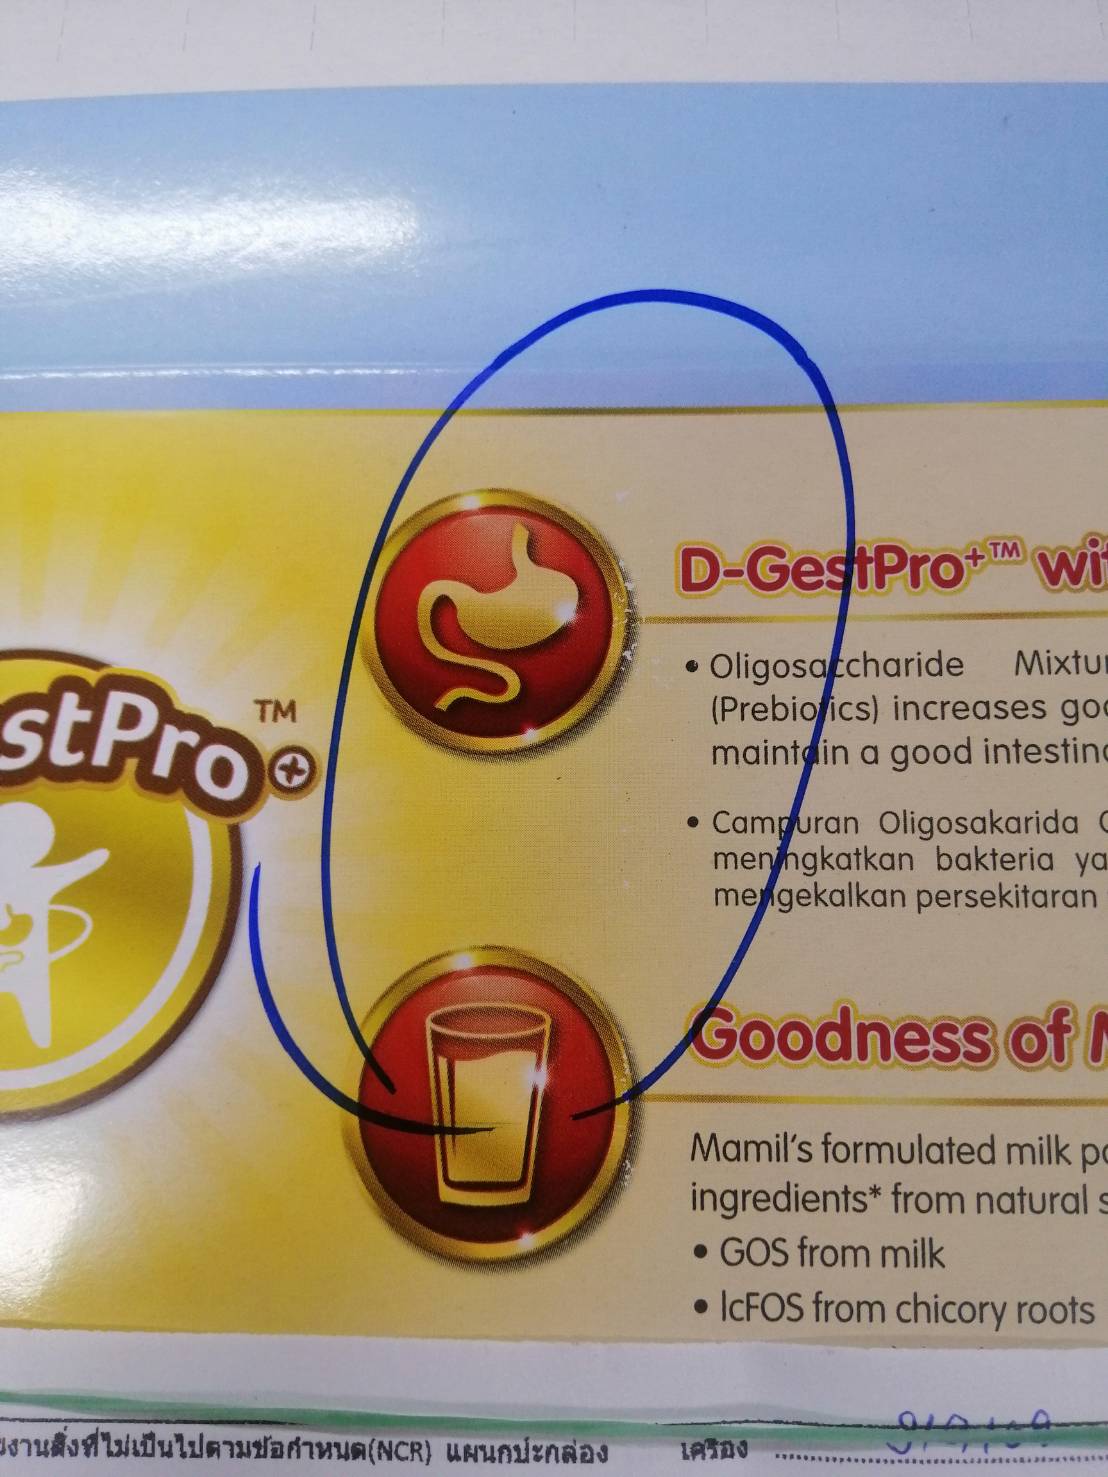 D-GestPro+™ wi
• Oligosaccharide Mixtu
(Prebiotics) increases goo
maintain a good intestin
stPro+™
• Campuran Oligosakarida
meningkatkan bakteria ya
mengekalkan persekitaran
Goodness of
Mamil's formulated milk po
ingredients* from natural s
• GOS from milk
• lcFOS from chicory roots
งานสิ่งที่ไม่เป็นไปตามข้อกำหนด(NCR) แผนกปะกล่อง เครื่อง